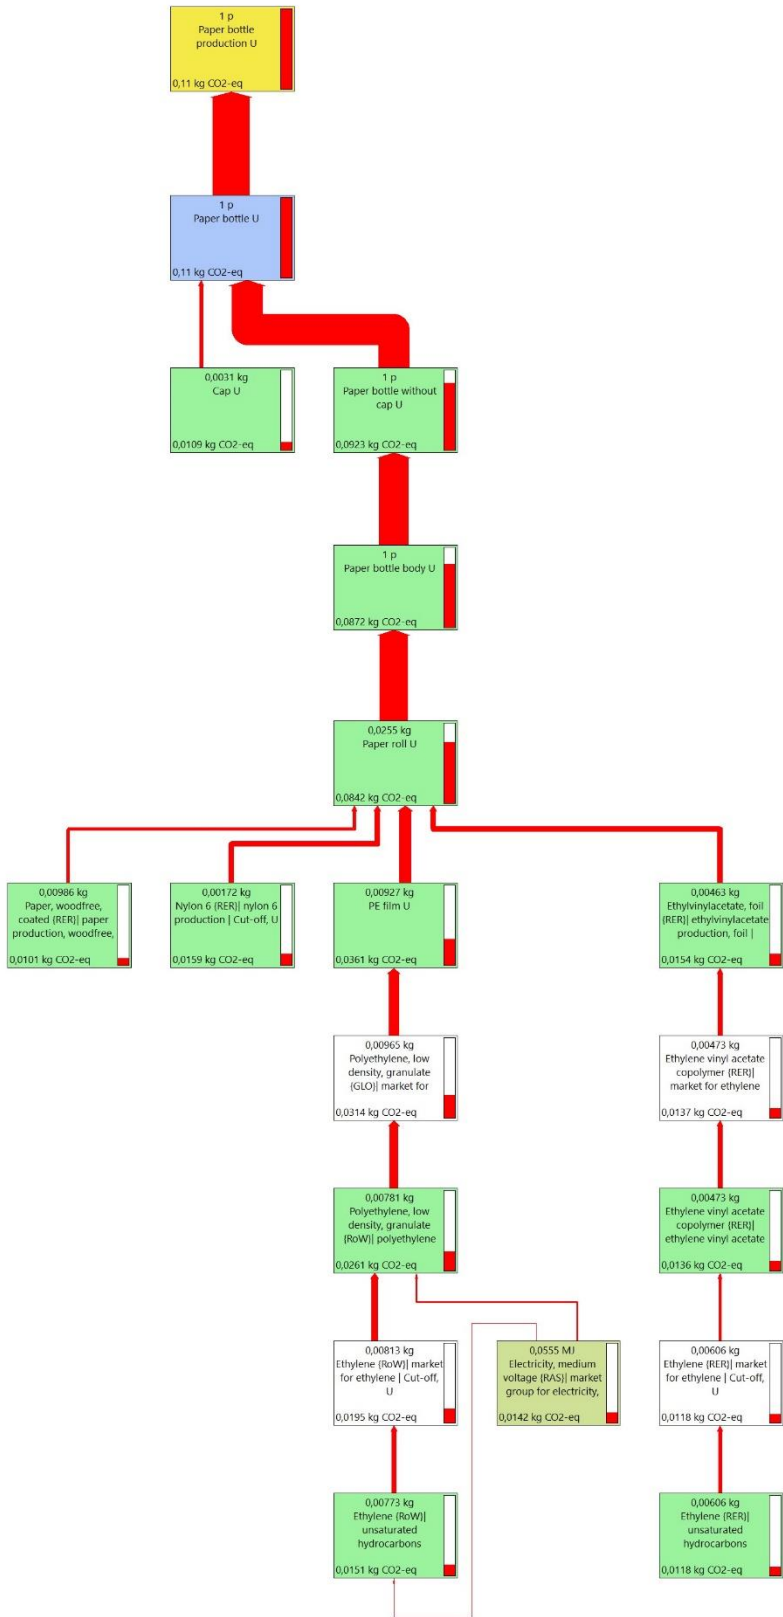 1 p
Paper bottle
production U
0,11 kg CO2-eq
1 p
Paper bottle U
0,11 kg CO2-eq
0,0031 kg
Cap U
0,0109 kg CO2-eq
1 p
Paper bottle without
cap U
0,0923 kg CO2-eq
1 p
Paper bottle body U
0,0872 kg CO2-eq
0,0255 kg
Paper roll U
0,0842 kg CO2-eq
0,00986 kg
Paper, woodfree,
coated {RER}| paper
production, woodfree,
0,0101 kg CO2-eq
0,00172 kg
Nylon 6 {RER}| nylon 6
production | Cut-off, U
0,0159 kg CO2-eq
0,00927 kg
PE film U
0,0361 kg CO2-eq
0,00463 kg
Ethylvinylacetate, foil
{RER}| ethylvinylacetate
production, foil |
0,0154 kg CO2-eq
0,00965 kg
Polyethylene, low
density, granulate
{GLO}| market for
0,0314 kg CO2-eq
0,00473 kg
Ethylene vinyl acetate
copolymer {RER}|
market for ethylene
0,0137 kg CO2-eq
0,00781 kg
Polyethylene, low
density, granulate
{RoW}| polyethylene
0,0261 kg CO2-eq
0,00473 kg
Ethylene vinyl acetate
copolymer {RER}|
ethylene vinyl acetate
0,0136 kg CO2-eq
0,00813 kg
Ethylene {RoW}| market
for ethylene | Cut-off,
U
0,0195 kg CO2-eq
0,0555 MJ
Electricity, medium
voltage {RAS}| market
group for electricity,
0,0142 kg CO2-eq
0,00606 kg
Ethylene {RER}| market
for ethylene | Cut-off,
U
0,0118 kg CO2-eq
0,00773 kg
Ethylene {RoW}|
unsaturated
hydrocarbons
0,0151 kg CO2-eq
0,00606 kg
Ethylene {RER}|
unsaturated
hydrocarbons
0,0118 kg CO2-eq